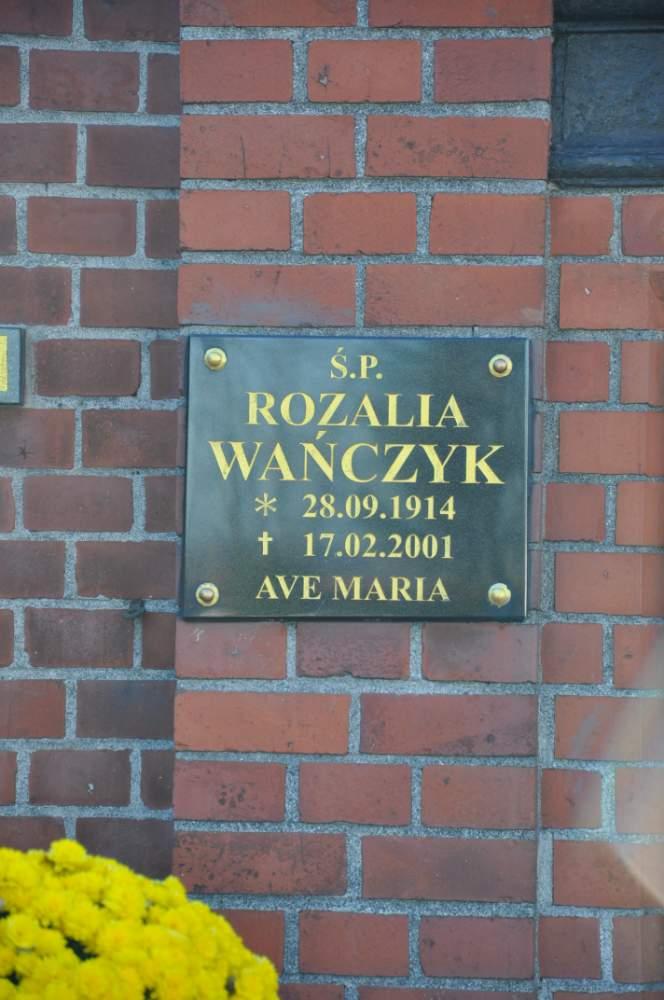 Ś.P.
ROZALIA
WAŃCZYK
* 28.09.1914
✝ 17.02.2001
AVE MARIA